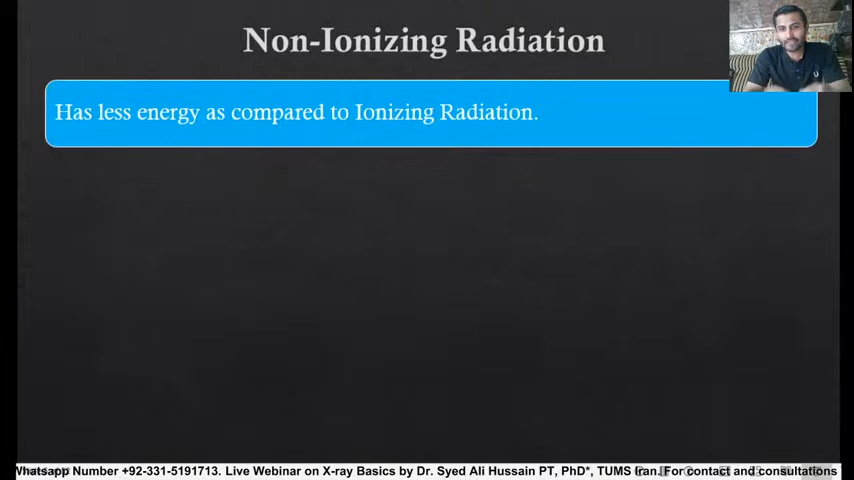 Non-Ionizing Radiation
Has less energy as compared to Ionizing Radiation.
Whatsapp Number +92-331-5191713. Live Webinar on X-ray Basics by Dr. Syed Ali Hussain PT, PhD*, TUMS Iran. For contact and consultations